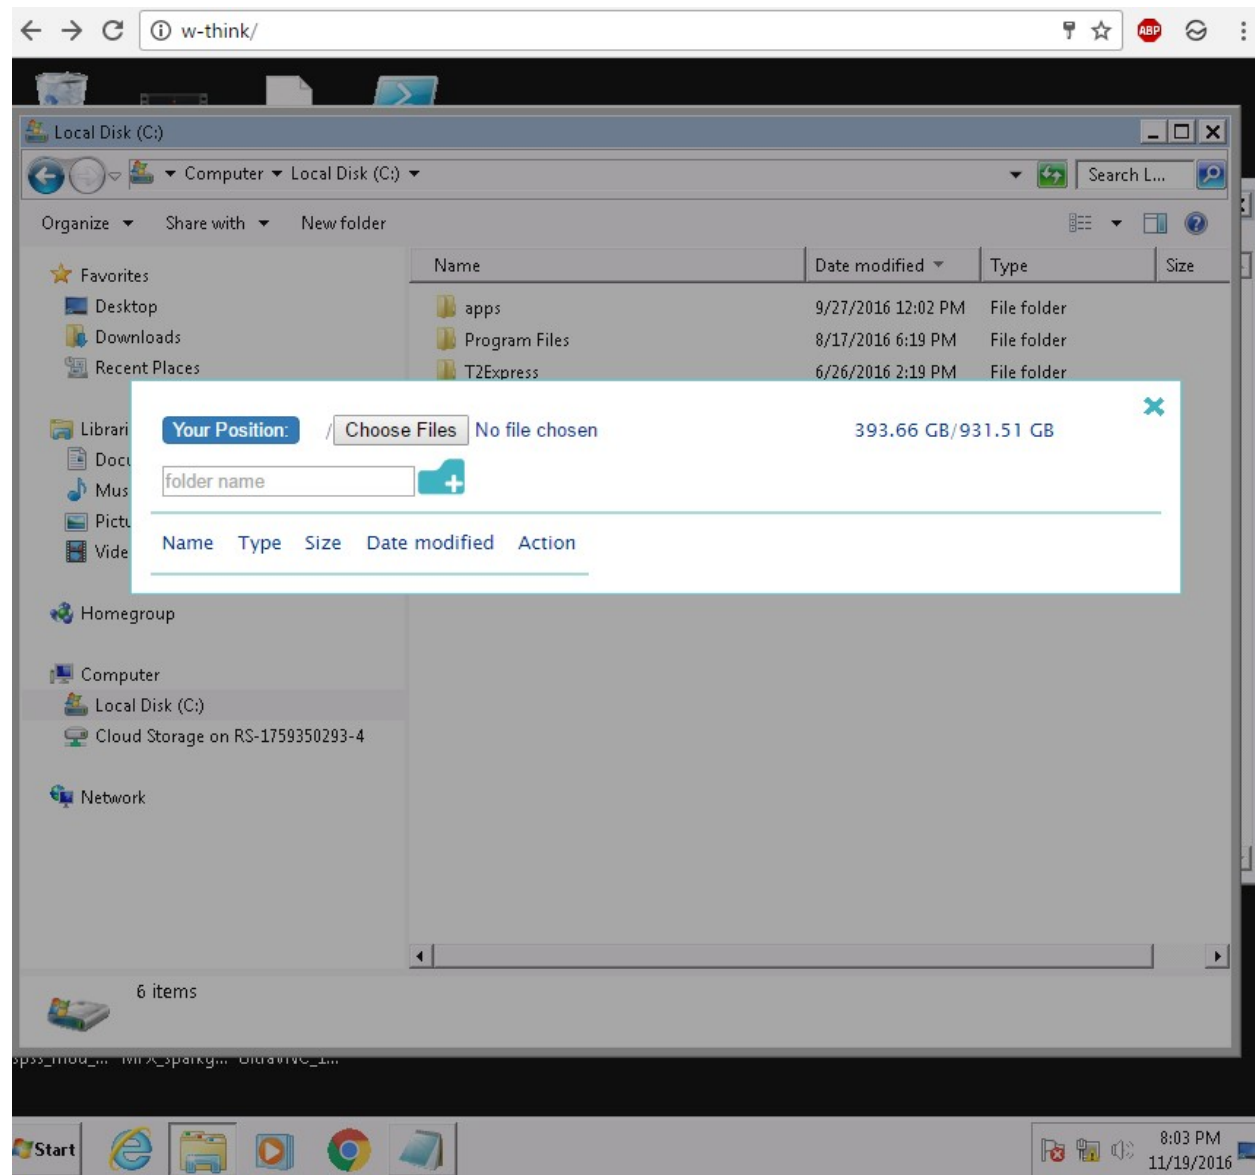 w-think/
ABP
Local Disk (C:)
Computer Local Disk (C:)
Search L...
Organize Share with New folder
Name Date modified Type Size
Favorites
Desktop
Downloads
Recent Places
apps 9/27/2016 12:02 PM File folder
Program Files 8/17/2016 6:19 PM File folder
T2Express 6/26/2016 2:19 PM File folder
Your Position: / Choose Files No file chosen 393.66 GB/931.51 GB
folder name
Name Type Size Date modified Action
Librari
Docu
Mus
Pictu
Vide
Homegroup
Computer
Local Disk (C:)
Cloud Storage on RS-1759350293-4
Network
6 items
Start
8:03 PM
11/19/2016